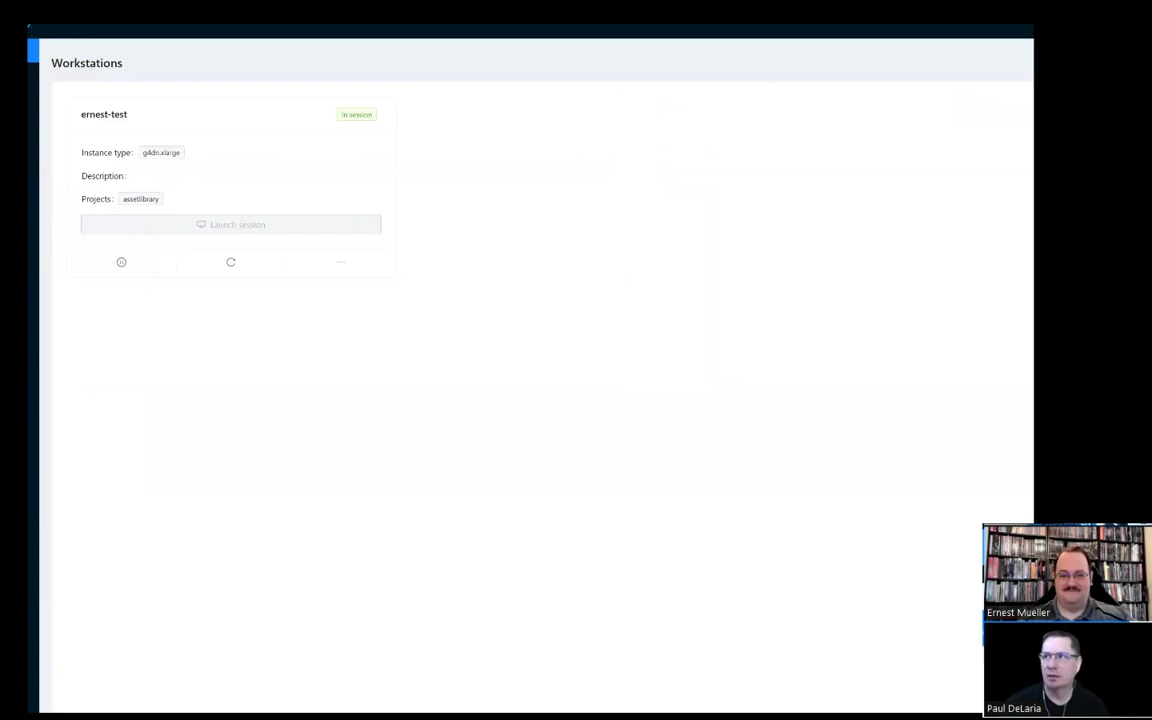 Workstations
ernest-test
In session
Instance type: g4dn.xlarge
Description:
Projects: assetlibrary
Launch session
Ernest Mueller
Paul DeLaria